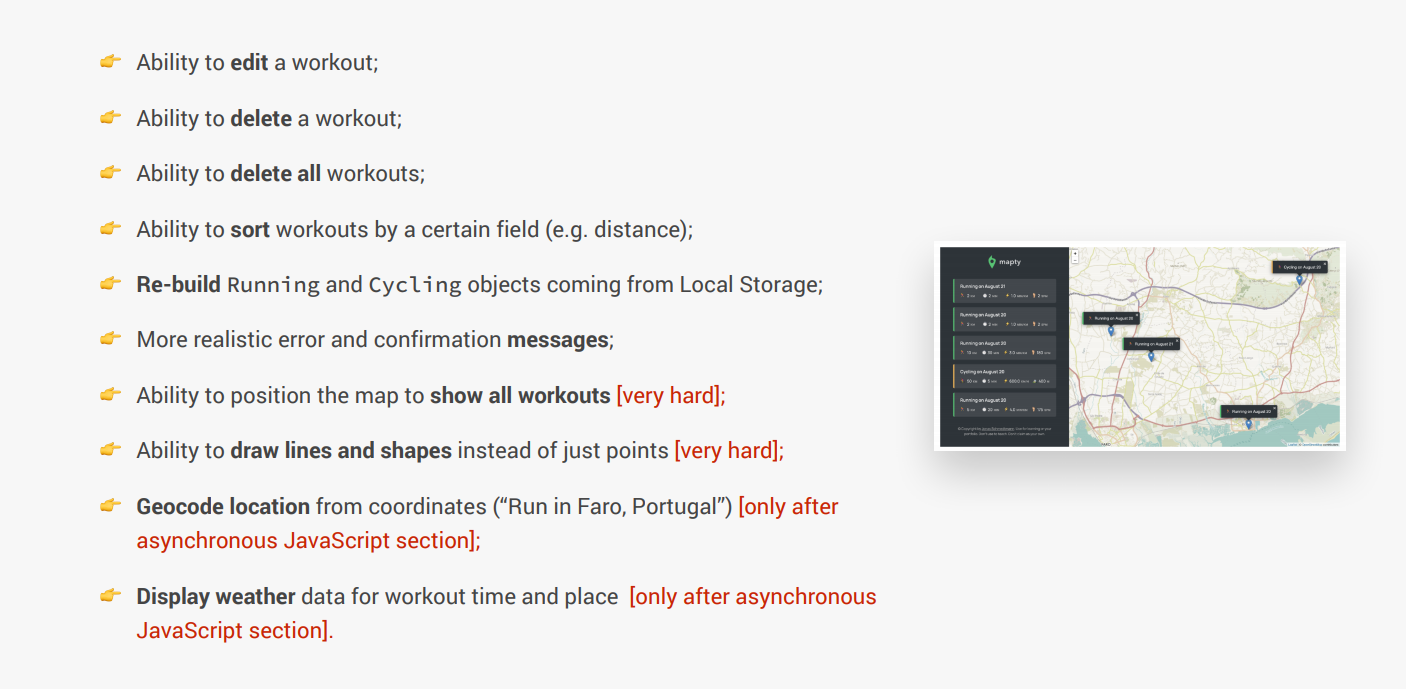 Ability to edit a workout;
Ability to delete a workout;
Ability to delete all workouts;
Ability to sort workouts by a certain field (e.g. distance);
Re-build Running and Cycling objects coming from Local Storage;
More realistic error and confirmation messages;
Ability to position the map to show all workouts [very hard];
Ability to draw lines and shapes instead of just points [very hard];
Geocode location from coordinates (“Run in Faro, Portugal”) [only after
asynchronous JavaScript section];
Display weather data for workout time and place [only after asynchronous
JavaScript section].
mapty
Running on August 21
Running on August 20
Running on August 20
Cycling on August 20
Running on August 20
Cycling on August 20
Running on August 20
Running on August 21
Running on August 20